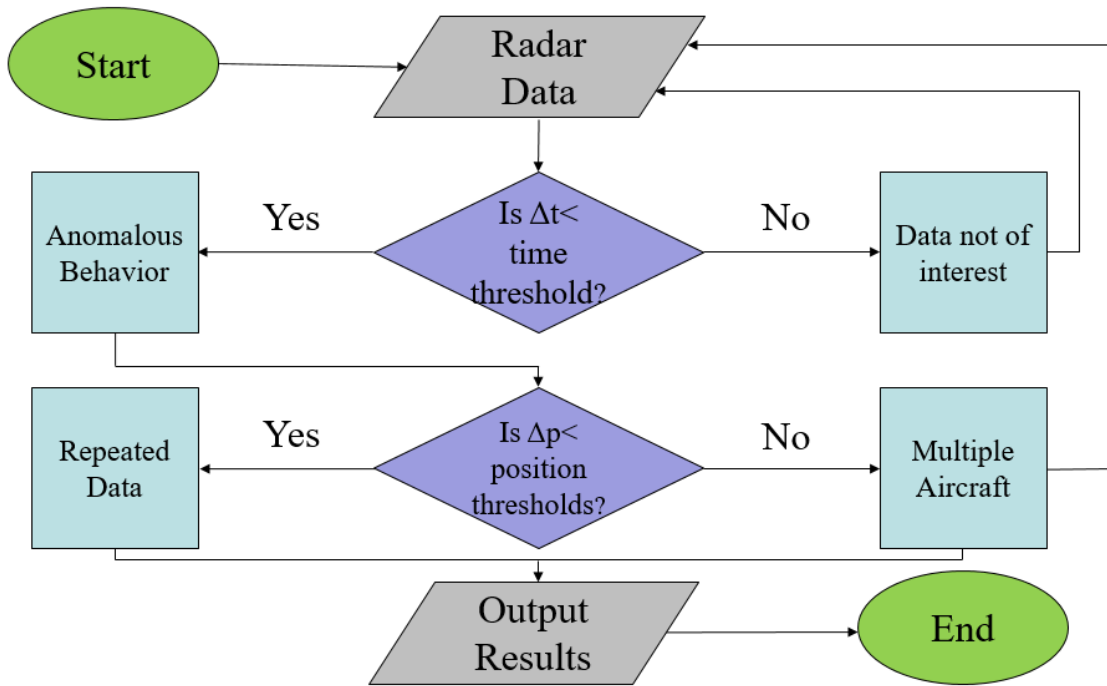 Start
Radar
Data
Anomalous
Behavior
Yes
Is Δt<
time
threshold?
No
Data not of
interest
Repeated
Data
Yes
Is Δp<
position
thresholds?
No
Multiple
Aircraft
Output
Results
End